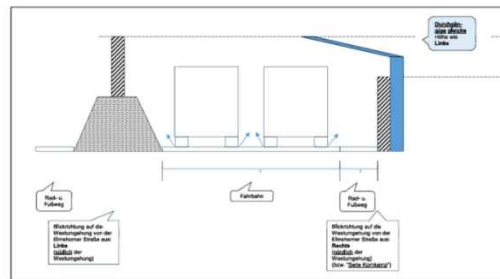 Durchgän-
gige gleiche
Höhe wie
Links
Rad- u.
Fußweg
Fahrbahn
Rad- u.
Fußweg
Blickrichtung auf die
Westumgehung von der
Elmshorner Straße aus:
Links
(südlich der
Westumgehung)
Blickrichtung auf die
Westumgehung von der
Elmshorner Straße aus:
Rechts
(nördlich der
Westumgehung)
(bzw. "Seite